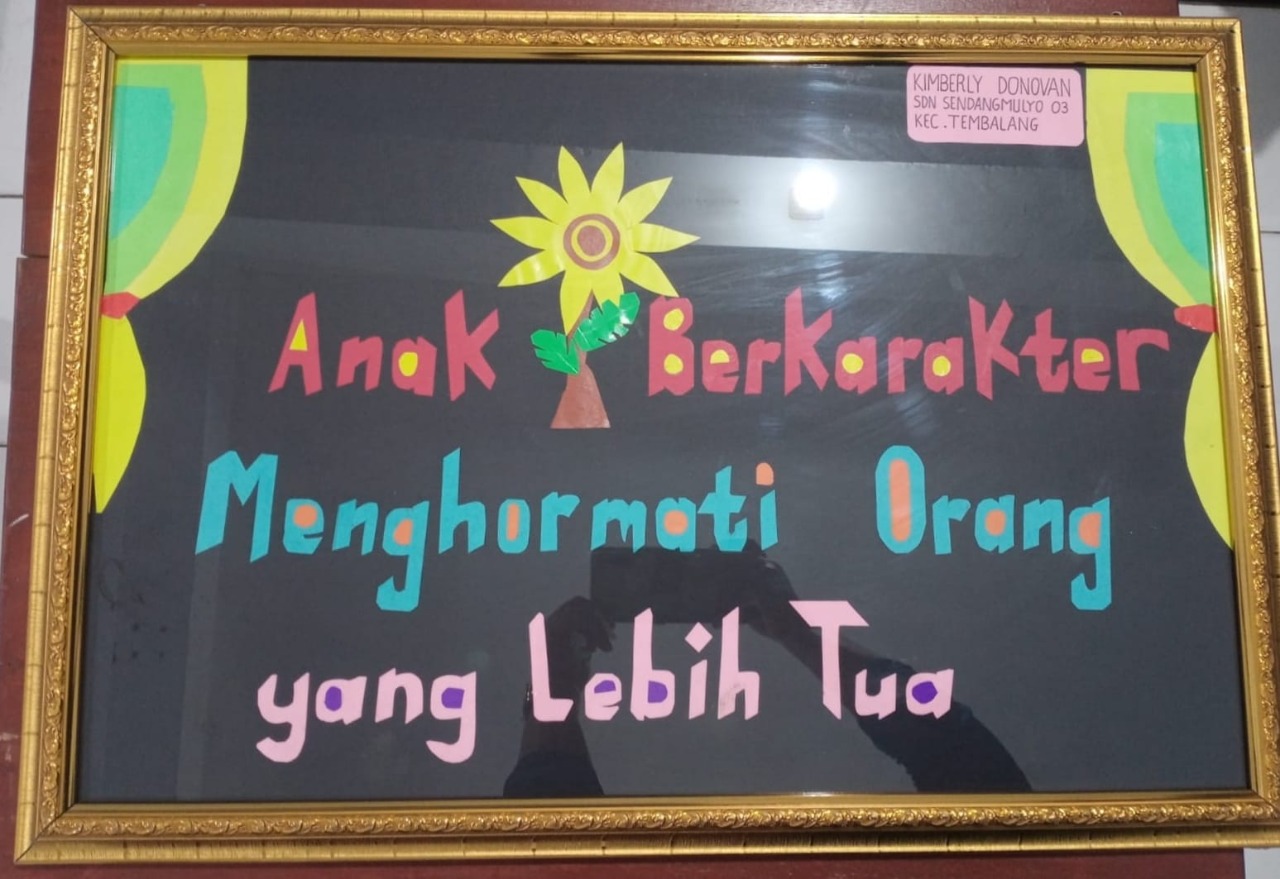 KIMBERLY DONOVAN
SDN SENDANGMULYO 03
KEC. TEMBALANG
Anak Berkarakter
Menghormati Orang
yang Lebih Tua